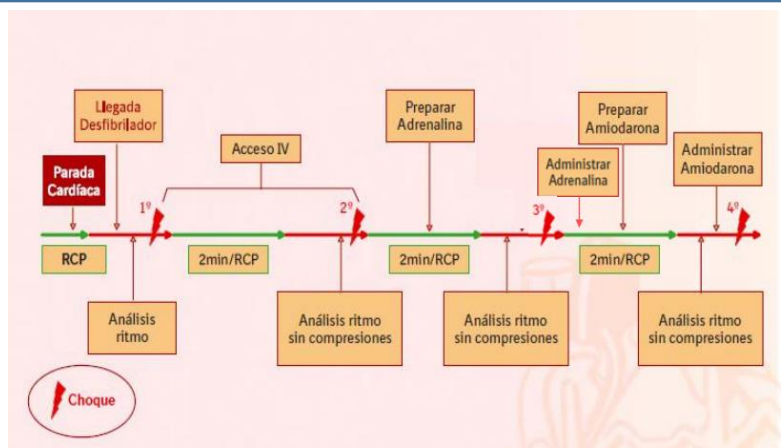 Llegada
Desfibrilador
Preparar
Adrenalina
Preparar
Amiodarona
Acceso IV
Administrar
Adrenalina
Administrar
Amiodarona
Parada
Cardíaca
1º
2º
3º
4º
RCP
2min/RCP
2min/RCP
2min/RCP
Análisis
ritmo
Análisis ritmo
sin compresiones
Análisis ritmo
sin compresiones
Análisis ritmo
sin compresiones
Choque